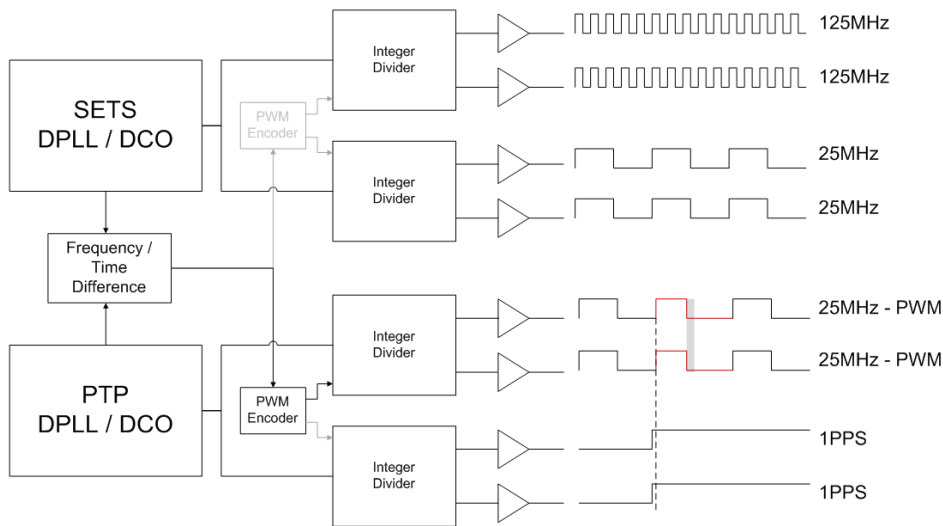 SETS
DPLL / DCO
PWM
Encoder
Integer
Divider
125MHz
125MHz
Integer
Divider
25MHz
25MHz
Frequency /
Time
Difference
PTP
DPLL / DCO
PWM
Encoder
Integer
Divider
25MHz - PWM
25MHz - PWM
Integer
Divider
1PPS
1PPS